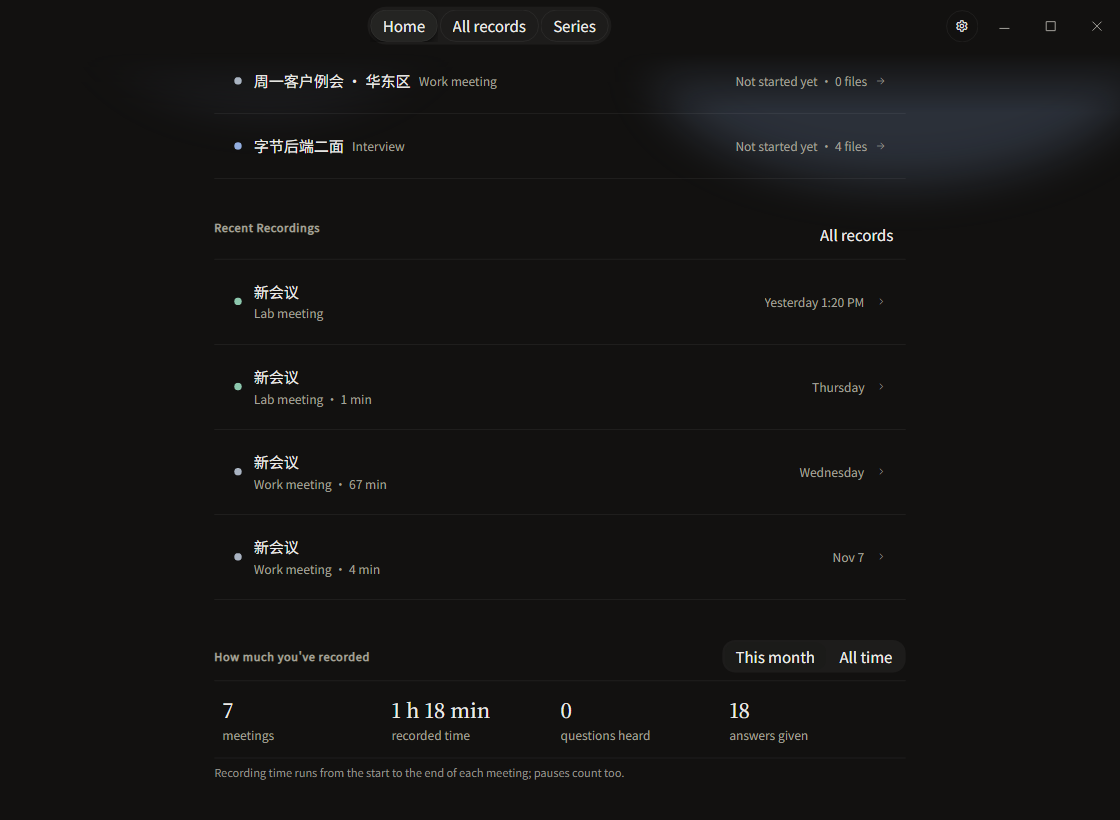 Home All records Series
周一客户例会 • 华东区 Work meeting Not started yet • 0 files →
字节后端二面 Interview Not started yet • 4 files →
Recent Recordings All records
新会议
Lab meeting Yesterday 1:20 PM
新会议
Lab meeting • 1 min Thursday
新会议
Work meeting • 67 min Wednesday
新会议
Work meeting • 4 min Nov 7
How much you've recorded This month All time
7 1 h 18 min 0 18
meetings recorded time questions heard answers given
Recording time runs from the start to the end of each meeting; pauses count too.